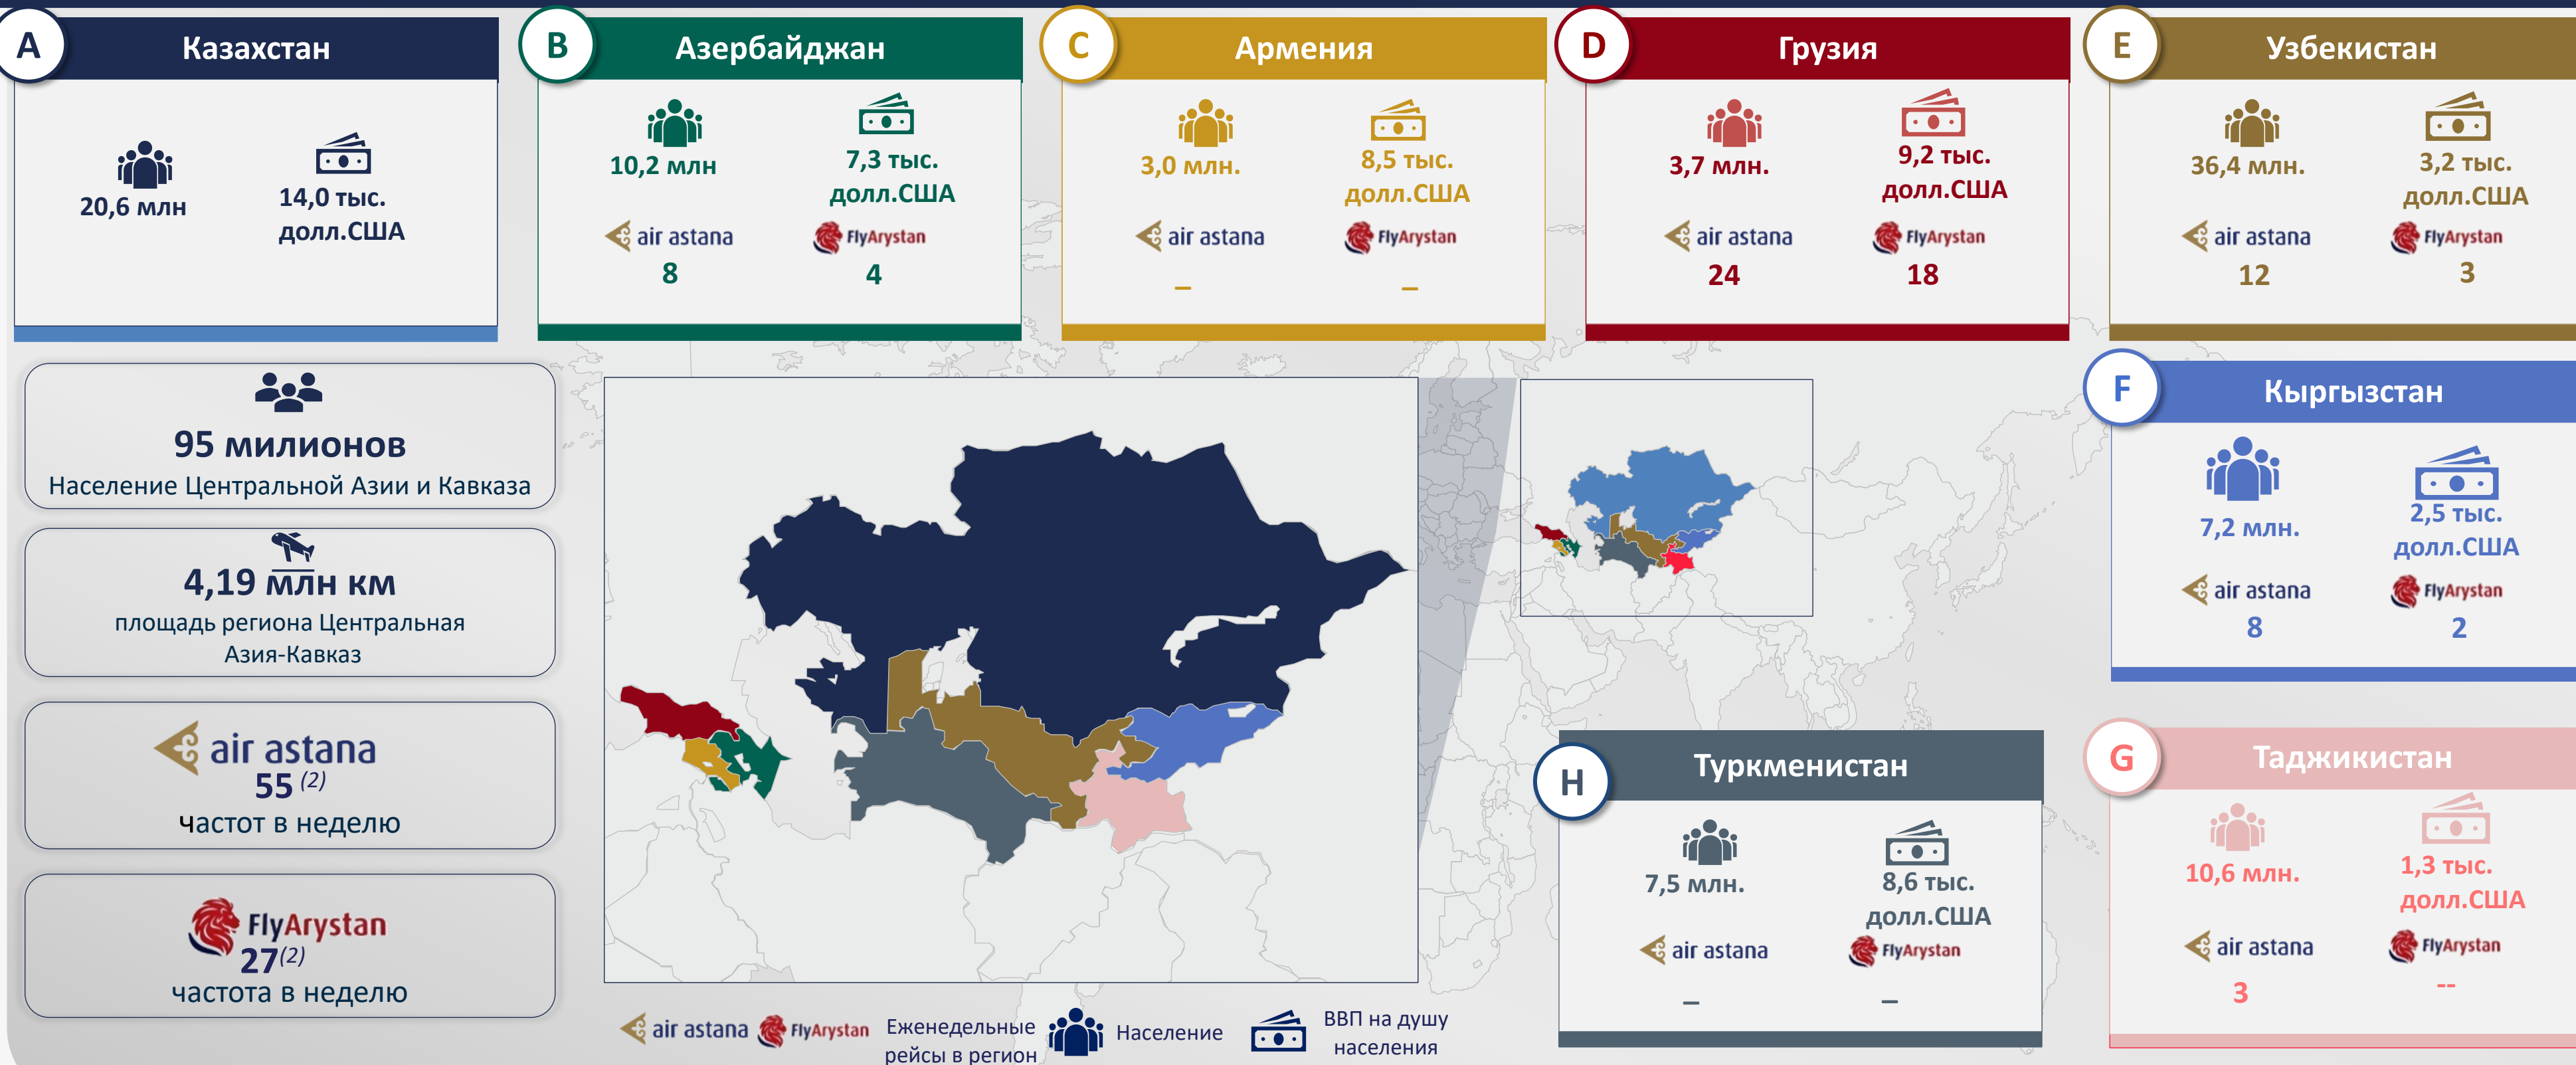 A
Казахстан
20,6 млн
14,0 тыс.
долл.США
B
Азербайджан
10,2 млн
7,3 тыс.
долл.США
air astana
FlyArystan
8
4
C
Армения
3,0 млн.
8,5 тыс.
долл.США
air astana
FlyArystan
–
–
D
Грузия
3,7 млн.
9,2 тыс.
долл.США
air astana
FlyArystan
24
18
E
Узбекистан
36,4 млн.
3,2 тыс.
долл.США
air astana
FlyArystan
12
3
95 милионов
Население Центральной Азии и Кавказа
4,19 млн км
площадь региона Центральная
Азия-Кавказ
air astana
55 (2)
частот в неделю
FlyArystan
27(2)
частота в неделю
F
Кыргызстан
7,2 млн.
2,5 тыс.
долл.США
air astana
FlyArystan
8
2
H
Туркменистан
7,5 млн.
8,6 тыс.
долл.США
air astana
FlyArystan
–
–
G
Таджикистан
10,6 млн.
1,3 тыс.
долл.США
air astana
FlyArystan
3
--
air astana
FlyArystan
Еженедельные
рейсы в регион
Население
ВВП на душу
населения